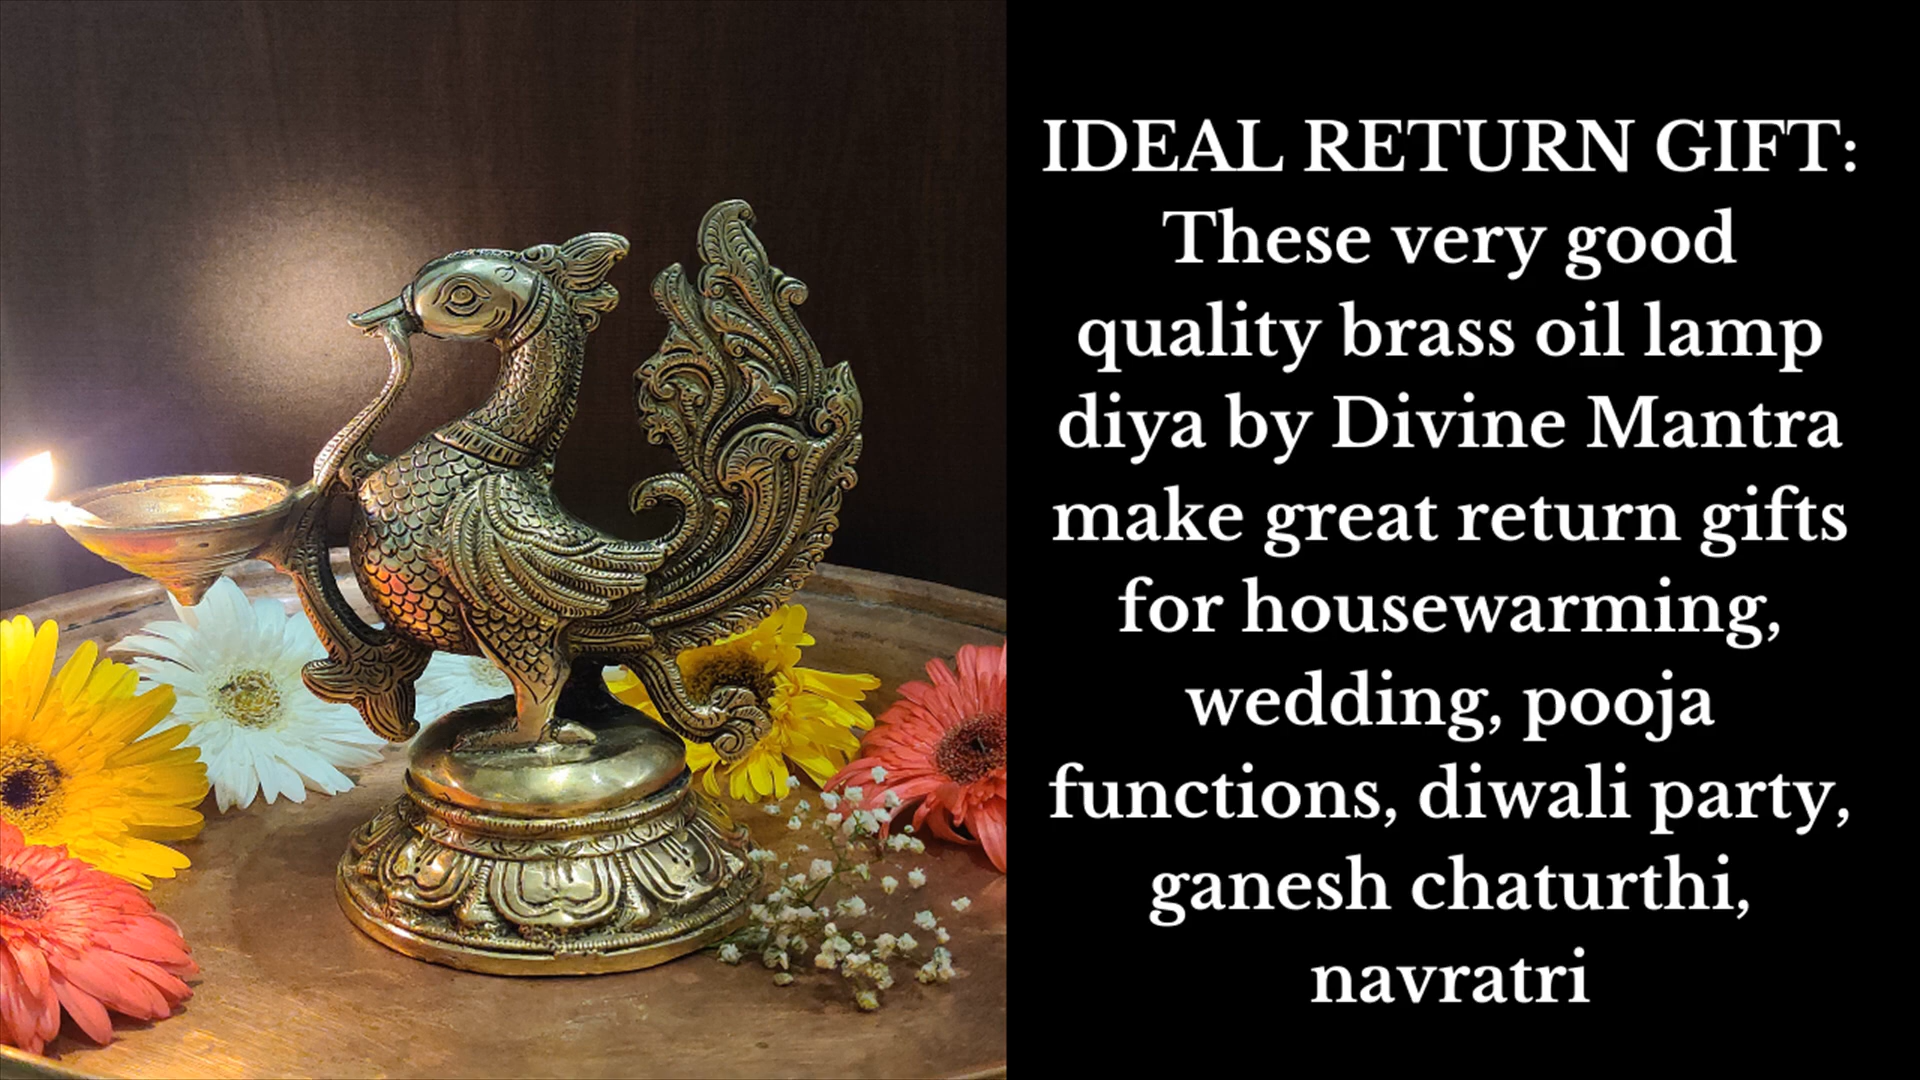 IDEAL RETURN GIFT:
These very good
quality brass oil lamp
diya by Divine Mantra
make great return gifts
for housewarming,
wedding, pooja
functions, diwali party,
ganesh chaturthi,
navratri